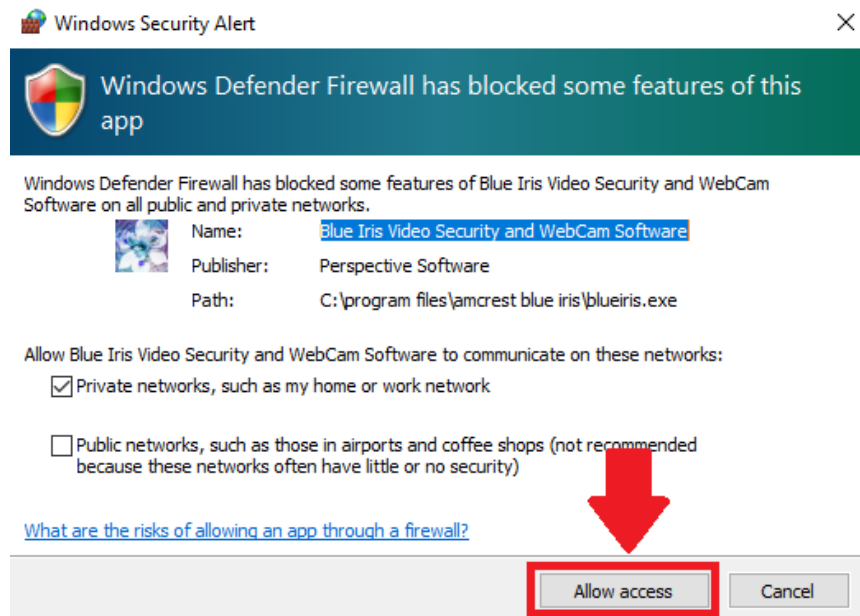 Windows Security Alert
Windows Defender Firewall has blocked some features of this
app
Windows Defender Firewall has blocked some features of Blue Iris Video Security and WebCam
Software on all public and private networks.
Name: Blue Iris Video Security and WebCam Software
Publisher: Perspective Software
Path: C:\program files\amcrest blue iris\blueiris.exe
Allow Blue Iris Video Security and WebCam Software to communicate on these networks:
Private networks, such as my home or work network
Public networks, such as those in airports and coffee shops (not recommended
because these networks often have little or no security)
What are the risks of allowing an app through a firewall?
Allow access Cancel